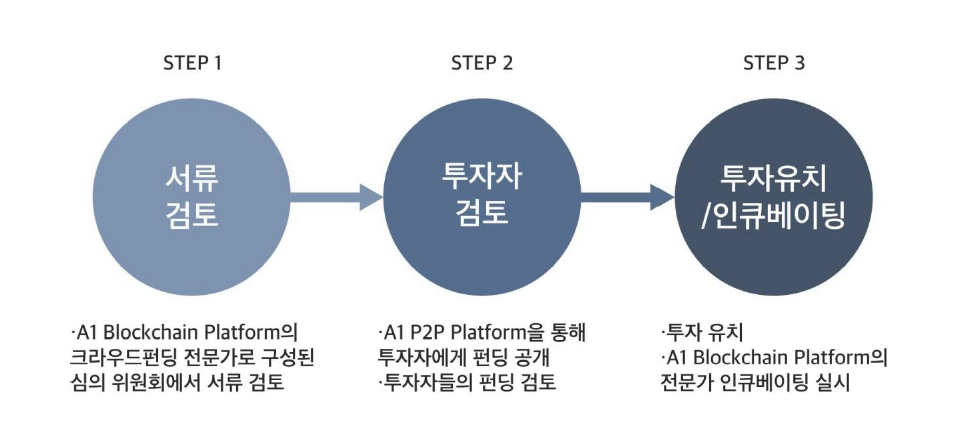 STEP 1
STEP 2
STEP 3
서류
검토
투자자
검토
투자유치
/인큐베이팅
·A1 Blockchain Platform의
크라우드펀딩 전문가로 구성된
심의 위원회에서 서류 검토
·A1 P2P Platform을 통해
투자자에게 펀딩 공개
·투자자들의 펀딩 검토
·투자 유치
·A1 Blockchain Platform의
전문가 인큐베이팅 실시